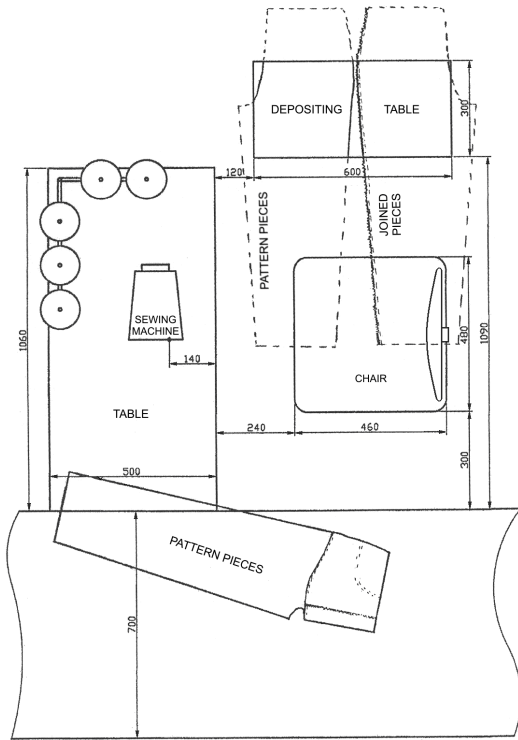 DEPOSITING TABLE
300
120
600
PATTERN PIECES
JOINED
PIECES
1060
SEWING
MACHINE
140
480
1090
CHAIR
TABLE
240
460
300
500
PATTERN PIECES
700